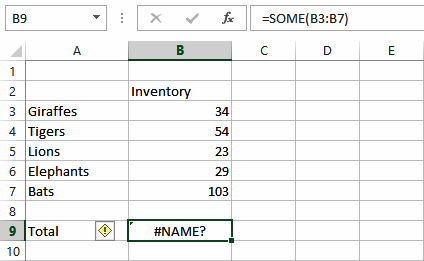 B9 fx =SOME(B3:B7)
A B C D E
1
2 Inventory
3 Giraffes 34
4 Tigers 54
5 Lions 23
6 Elephants 29
7 Bats 103
8
9 Total #NAME?
10